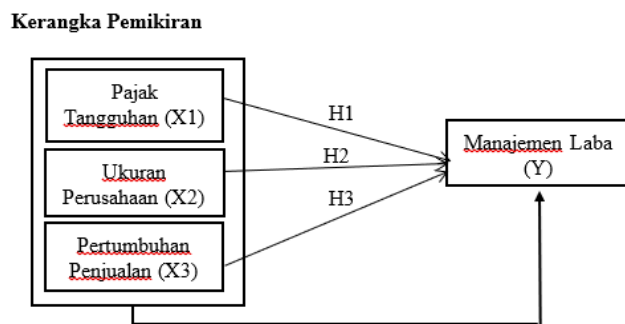 Kerangka Pemikiran
Pajak
Tangguhan (X1)
Ukuran
Perusahaan (X2)
Pertumbuhan
Penjualan (X3)
H1
H2
H3
Manajemen Laba
(Y)